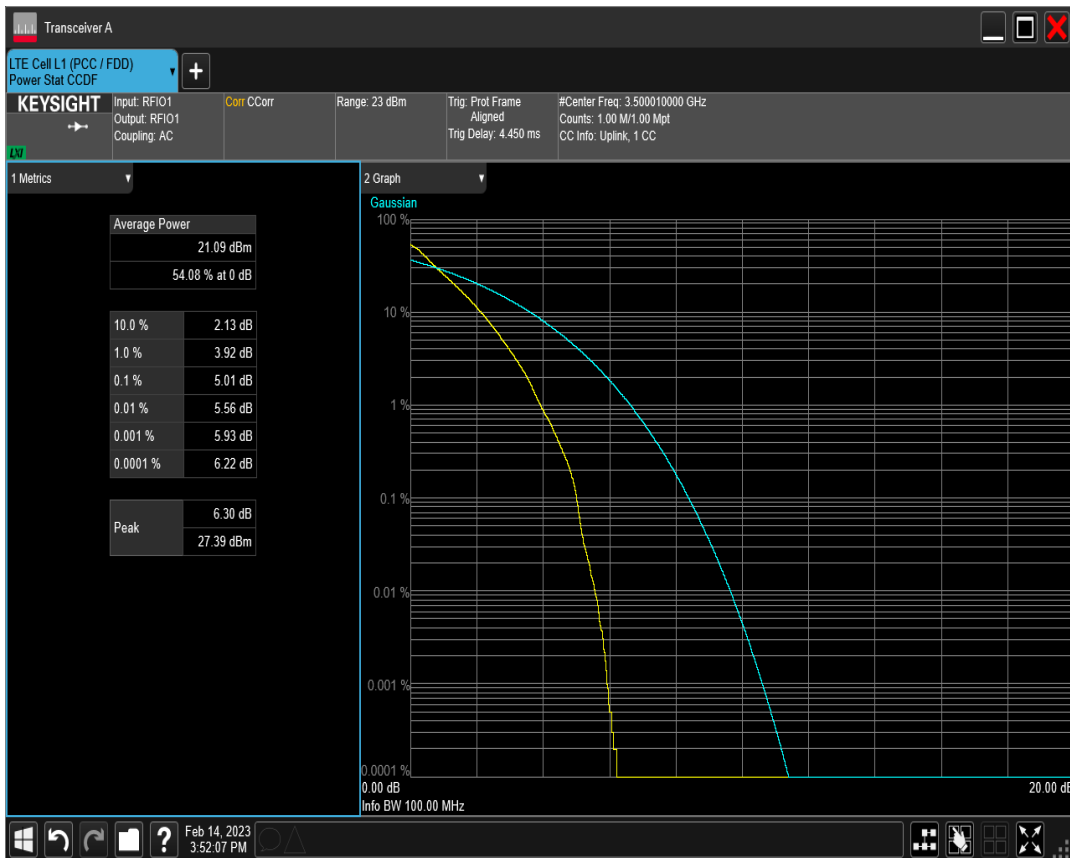 Transceiver A
LTE Cell L1 (PCC / FDD)
Power Stat CCDF
KEYSIGHT
LXI
Input: RFIO1
Output: RFIO1
Coupling: AC
Corr CCorr
Range: 23 dBm
Trig: Prot Frame
Aligned
Trig Delay: 4.450 ms
#Center Freq: 3.500010000 GHz
Counts: 1.00 M/1.00 Mpt
CC Info: Uplink, 1 CC
1 Metrics
Average Power
21.09 dBm
54.08 % at 0 dB
10.0 % 2.13 dB
1.0 % 3.92 dB
0.1 % 5.01 dB
0.01 % 5.56 dB
0.001 % 5.93 dB
0.0001 % 6.22 dB
Peak
6.30 dB
27.39 dBm
2 Graph
Gaussian
100 %
10 %
1 %
0.1 %
0.01 %
0.001 %
0.0001 %
0.00 dB
20.00 dB
Info BW 100.00 MHz
?
Feb 14, 2023
3:52:07 PM